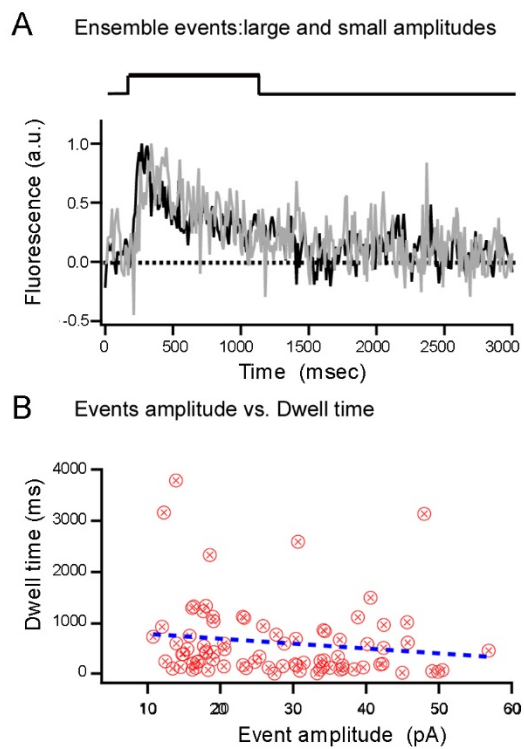 A Ensemble events:large and small amplitudes
1.0
0.5
0.0
-0.5
Fluorescence (a.u.)
0 500 1000 1500 2000 2500 3000
Time (msec)
B Events amplitude vs. Dwell time
4000
3000
2000
1000
0
Dwell time (ms)
10 20 30 40 50 60
Event amplitude (pA)